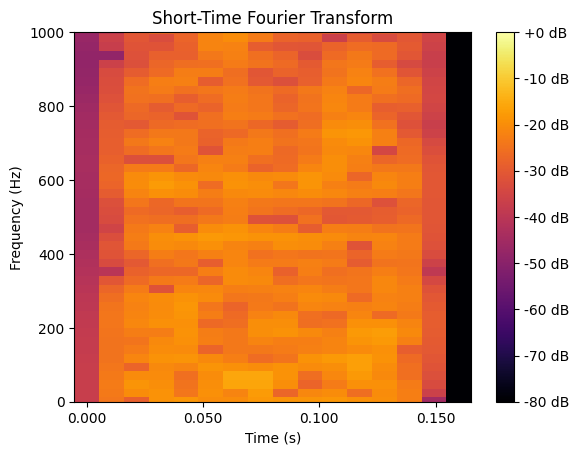 Short-Time Fourier Transform
Frequency (Hz)
1000
800
600
400
200
0
0.000
0.050
0.100
0.150
Time (s)
+0 dB
-10 dB
-20 dB
-30 dB
-40 dB
-50 dB
-60 dB
-70 dB
-80 dB